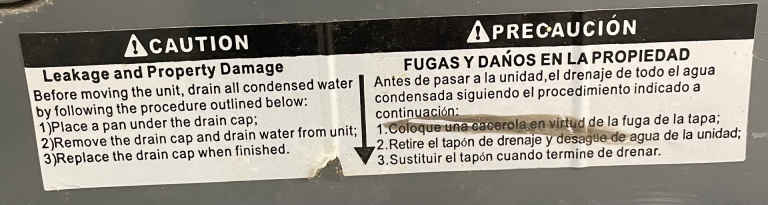 CAUTION
Leakage and Property Damage
Before moving the unit, drain all condensed water
by following the procedure outlined below:
1)Place a pan under the drain cap;
2)Remove the drain cap and drain water from unit;
3)Replace the drain cap when finished.
PRECAUCIÓN
FUGAS Y DAÑOS EN LA PROPIEDAD
Antes de pasar a la unidad,el drenaje de todo el agua
condensada siguiendo el procedimiento indicado a
continuación:
1.Coloque una cacerola en virtud de la fuga de la tapa;
2.Retire el tapón de drenaje y desagüe de agua de la unidad;
3.Sustituir el tapón cuando termine de drenar.